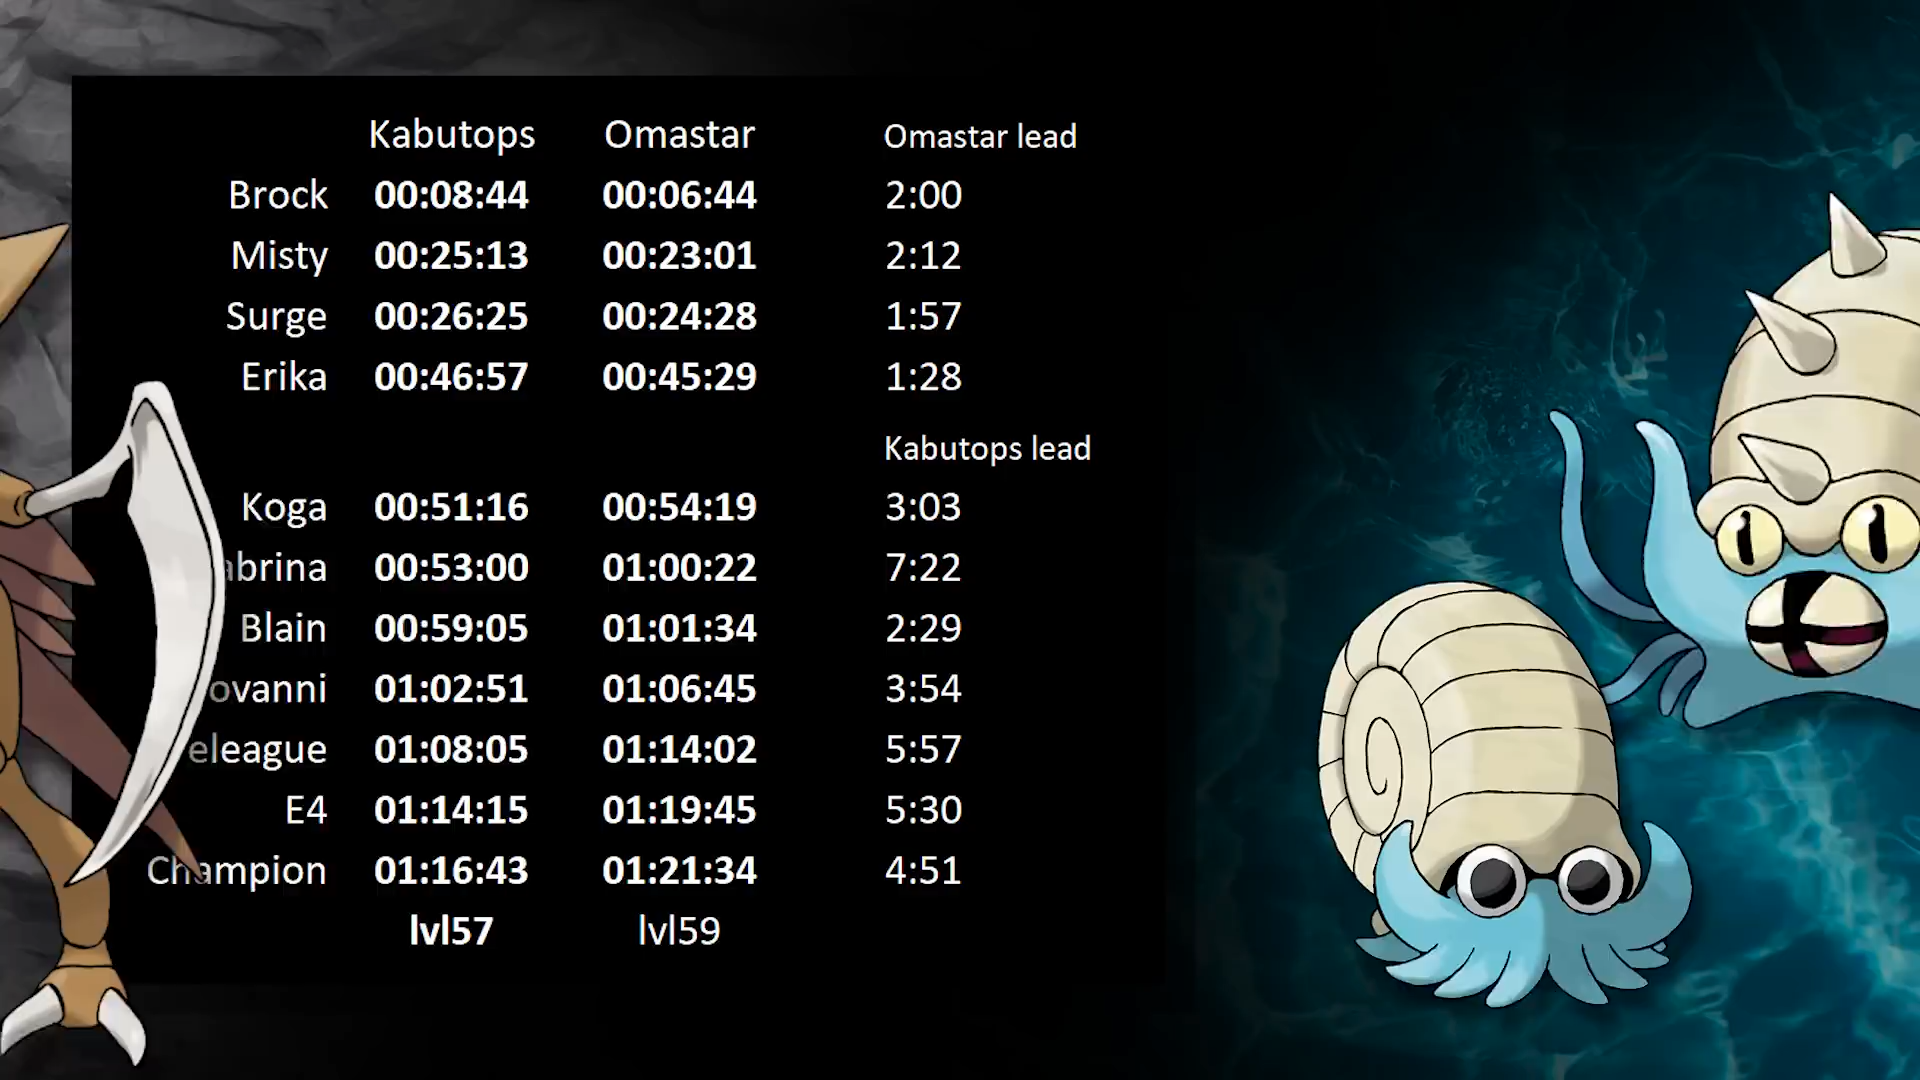 Kabutops Omastar Omastar lead
Brock 00:08:44 00:06:44 2:00
Misty 00:25:13 00:23:01 2:12
Surge 00:26:25 00:24:28 1:57
Erika 00:46:57 00:45:29 1:28
Kabutops lead
Koga 00:51:16 00:54:19 3:03
abrina 00:53:00 01:00:22 7:22
Blain 00:59:05 01:01:34 2:29
ovanni 01:02:51 01:06:45 3:54
eleague 01:08:05 01:14:02 5:57
E4 01:14:15 01:19:45 5:30
Champion 01:16:43 01:21:34 4:51
lvl57 lvl59